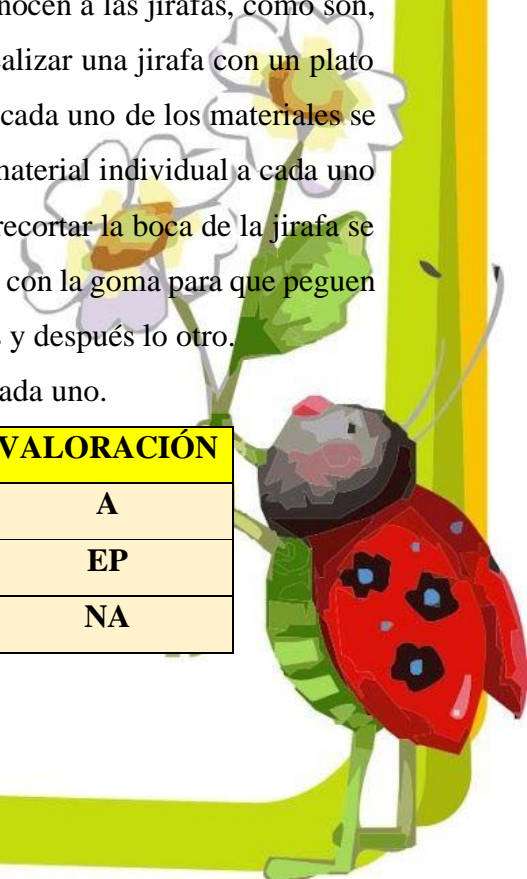 nocen a las jirafas, como son,
alizar una jirafa con un plato
cada uno de los materiales se
material individual a cada uno
recortar la boca de la jirafa se
con la goma para que peguen
y después lo otro.
ada uno.
VALORACIÓN
A
EP
NA